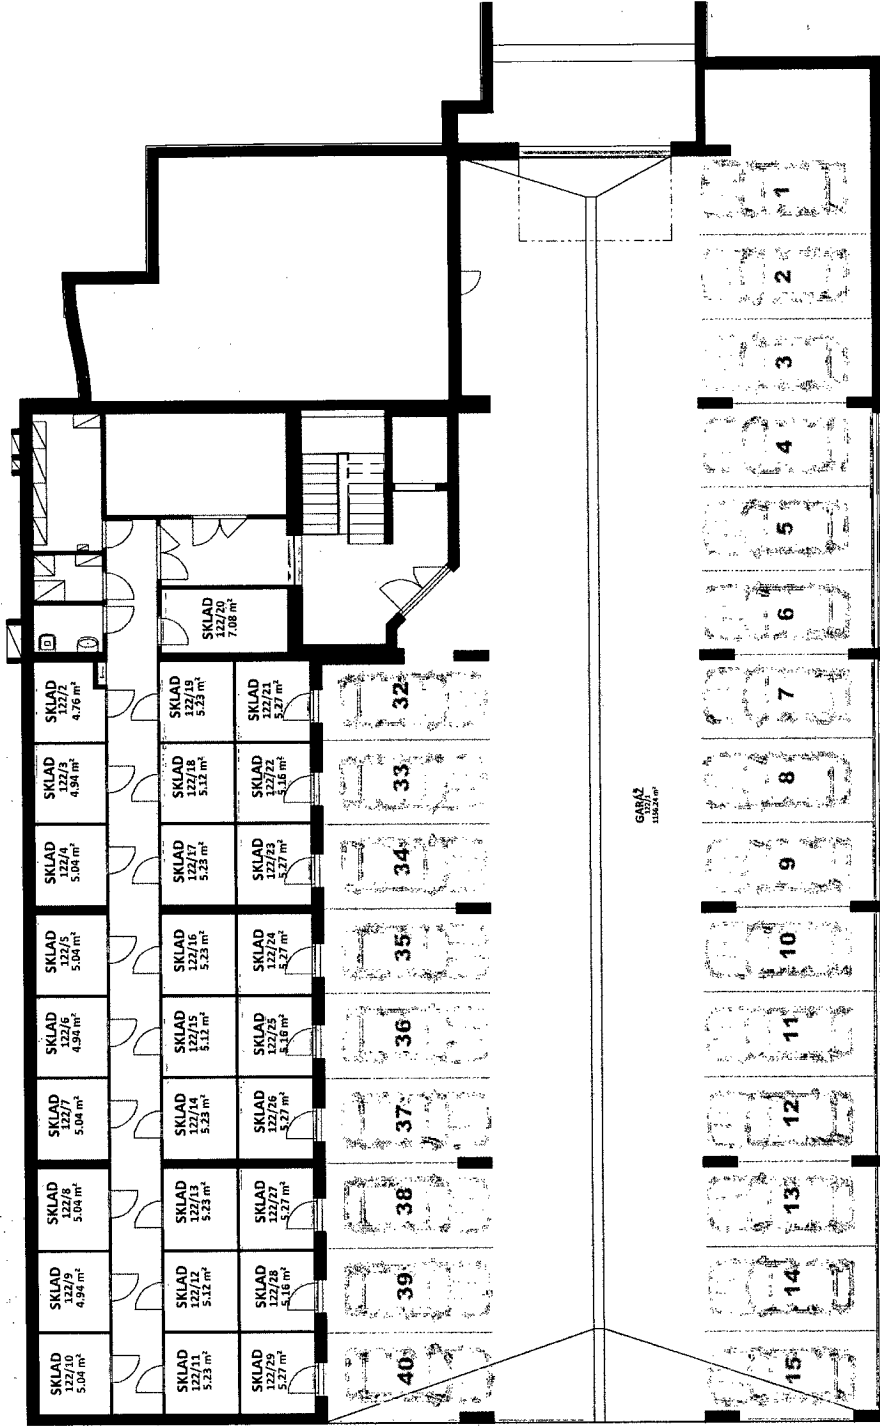 1
2
3
4
5
6
SKLAD
122/20
7.08 m²
SKLAD
122/2
4.76 m²
SKLAD
122/19
5.23 m²
SKLAD
122/21
5.27 m²
32
7
SKLAD
122/3
4.94 m²
SKLAD
122/18
5.12 m²
SKLAD
122/22
5.16 m²
33
8
GARÁŽ
122/1
1156.24 m²
SKLAD
122/4
5.04 m²
SKLAD
122/17
5.23 m²
SKLAD
122/23
5.27 m²
34
9
SKLAD
122/5
5.04 m²
SKLAD
122/16
5.23 m²
SKLAD
122/24
5.27 m²
35
10
SKLAD
122/6
4.94 m²
SKLAD
122/15
5.12 m²
SKLAD
122/25
5.16 m²
36
11
SKLAD
122/7
5.04 m²
SKLAD
122/14
5.23 m²
SKLAD
122/26
5.27 m²
37
12
SKLAD
122/8
5.04 m²
SKLAD
122/13
5.23 m²
SKLAD
122/27
5.27 m²
38
13
SKLAD
122/9
4.94 m²
SKLAD
122/12
5.12 m²
SKLAD
122/28
5.16 m²
39
14
SKLAD
122/10
5.04 m²
SKLAD
122/11
5.23 m²
SKLAD
122/29
5.27 m²
40
15